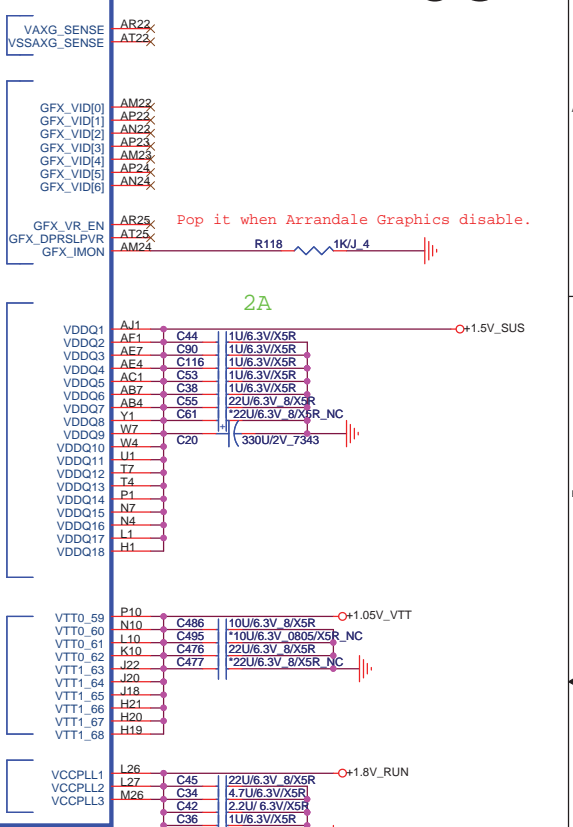 VAXG_SENSE AR22
VSSAXG_SENSE AT22
GFX_VID[0] AM22
GFX_VID[1] AP22
GFX_VID[2] AN22
GFX_VID[3] AP23
GFX_VID[4] AM23
GFX_VID[5] AP24
GFX_VID[6] AN24
GFX_VR_EN AR25 Pop it when Arrandale Graphics disable.
GFX_DPRSLPVR AT25
GFX_IMON AM24 R118 1K/J_4
2A
VDDQ1 AJ1 +1.5V_SUS
VDDQ2 AF1 C44 1U/6.3V/X5R
VDDQ3 AE7 C90 1U/6.3V/X5R
VDDQ4 AE4 C116 1U/6.3V/X5R
VDDQ5 AC1 C53 1U/6.3V/X5R
VDDQ6 AB7 C38 1U/6.3V/X5R
VDDQ7 AB4 C55 22U/6.3V_8/X5R
VDDQ8 Y1 C61 *22U/6.3V_8/X5R_NC
VDDQ9 W7 + 
VDDQ10 W4 C20 330U/2V_7343
VDDQ11 U1
VDDQ12 T7
VDDQ13 T4
VDDQ14 P1
VDDQ15 N7
VDDQ16 N4
VDDQ17 L1
VDDQ18 H1
VTT0_59 P10 +1.05V_VTT
VTT0_60 N10 C486 10U/6.3V_8/X5R
VTT0_61 L10 C495 *10U/6.3V_0805/X5R_NC
VTT0_62 K10 C476 22U/6.3V_8/X5R
VTT1_63 J22 C477 *22U/6.3V_8/X5R_NC
VTT1_64 J20
VTT1_65 J18
VTT1_66 H21
VTT1_67 H20
VTT1_68 H19
VCCPLL1 L26 +1.8V_RUN
VCCPLL2 L27 C45 22U/6.3V_8/X5R
VCCPLL3 M26 C34 4.7U/6.3V/X5R
C42 2.2U/ 6.3V/X5R
C36 1U/6.3V/X5R